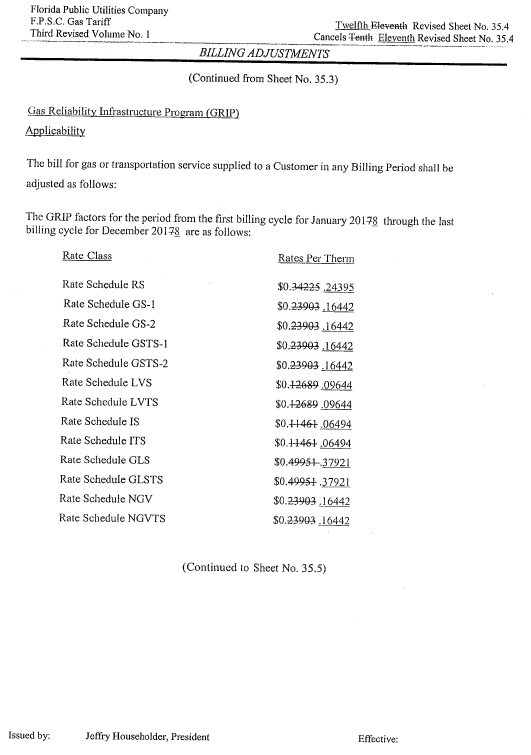 Florida Public Utilities Company
F.P.S.C. Gas Tariff
Third Revised Volume No. 1
Twelfth Eleventh Revised Sheet No. 35.4
Cancels Tenth Eleventh Revised Sheet No. 35.4
BILLING ADJUSTMENTS
(Continued from Sheet No. 35.3)
Gas Reliability Infrastructure Program (GRIP)
Applicability
The bill for gas or transportation service supplied to a Customer in any Billing Period shall be
adjusted as follows:
The GRIP factors for the period from the first billing cycle for January 20178 through the last
billing cycle for December 20178 are as follows:
Rate Class Rates Per Therm
Rate Schedule RS $0.34225 .24395
Rate Schedule GS-1 $0.23903 .16442
Rate Schedule GS-2 $0.23903 .16442
Rate Schedule GSTS-1 $0.23903 .16442
Rate Schedule GSTS-2 $0.23903 .16442
Rate Schedule LVS $0.12689 .09644
Rate Schedule LVTS $0.12689 .09644
Rate Schedule IS $0.11461 .06494
Rate Schedule ITS $0.11461 .06494
Rate Schedule GLS $0.49951 .37921
Rate Schedule GLSTS $0.49951 .37921
Rate Schedule NGV $0.23903 .16442
Rate Schedule NGVTS $0.23903 .16442
(Continued to Sheet No. 35.5)
Issued by: Jeffry Householder, President Effective: